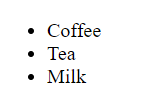 • Coffee
• Tea
• Milk